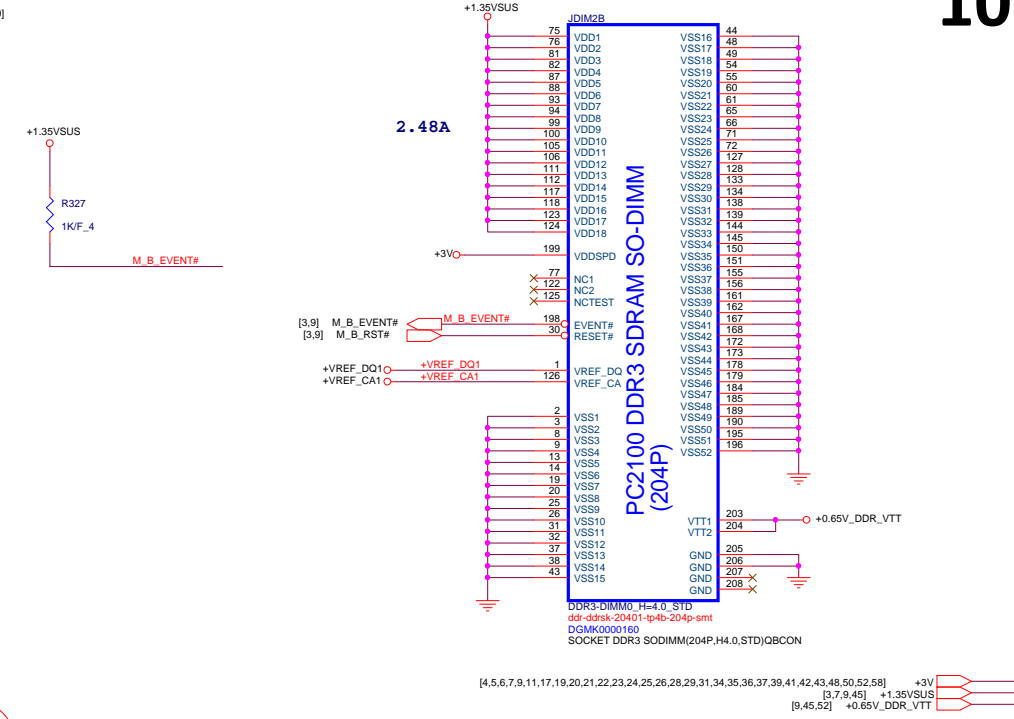 10
+1.35VSUS
R327
1K/F_4
M_B_EVENT#
+1.35VSUS
2.48A
JDIM2B
75 VDD1
76 VDD2
81 VDD3
82 VDD4
87 VDD5
88 VDD6
93 VDD7
94 VDD8
99 VDD9
100 VDD10
105 VDD11
106 VDD12
111 VDD13
112 VDD14
117 VDD15
118 VDD16
123 VDD17
124 VDD18
+3V 199 VDDSPD
77 NC1
122 NC2
125 NCTEST
[3,9] M_B_EVENT# M_B_EVENT# 198 EVENT#
[3,9] M_B_RST# 30 RESET#
+VREF_DQ1 +VREF_DQ1 1 VREF_DQ
+VREF_CA1 +VREF_CA1 126 VREF_CA
2 VSS1
3 VSS2
8 VSS3
9 VSS4
13 VSS5
14 VSS6
19 VSS7
20 VSS8
25 VSS9
26 VSS10
31 VSS11
32 VSS12
37 VSS13
38 VSS14
43 VSS15
PC2100 DDR3 SDRAM SO-DIMM
(204P)
VSS16 44
VSS17 48
VSS18 49
VSS19 54
VSS20 55
VSS21 60
VSS22 61
VSS23 65
VSS24 66
VSS25 71
VSS26 72
VSS27 127
VSS28 128
VSS29 133
VSS30 134
VSS31 138
VSS32 139
VSS33 144
VSS34 145
VSS35 150
VSS36 151
VSS37 155
VSS38 156
VSS39 161
VSS40 162
VSS41 167
VSS42 168
VSS43 172
VSS44 173
VSS45 178
VSS46 179
VSS47 184
VSS48 185
VSS49 189
VSS50 190
VSS51 195
VSS52 196
VTT1 203 +0.65V_DDR_VTT
VTT2 204
GND 205
GND 206
GND 207
GND 208
DDR3-DIMM0_H=4.0_STD
ddr-ddrsk-20401-tp4b-204p-smt
DGMK0000160
SOCKET DDR3 SODIMM(204P,H4.0,STD)QBCON
[4,5,6,7,9,11,17,19,20,21,22,23,24,25,26,28,29,31,34,35,36,37,39,41,42,43,48,50,52,58] +3V
[3,7,9,45] +1.35VSUS
[9,45,52] +0.65V_DDR_VTT